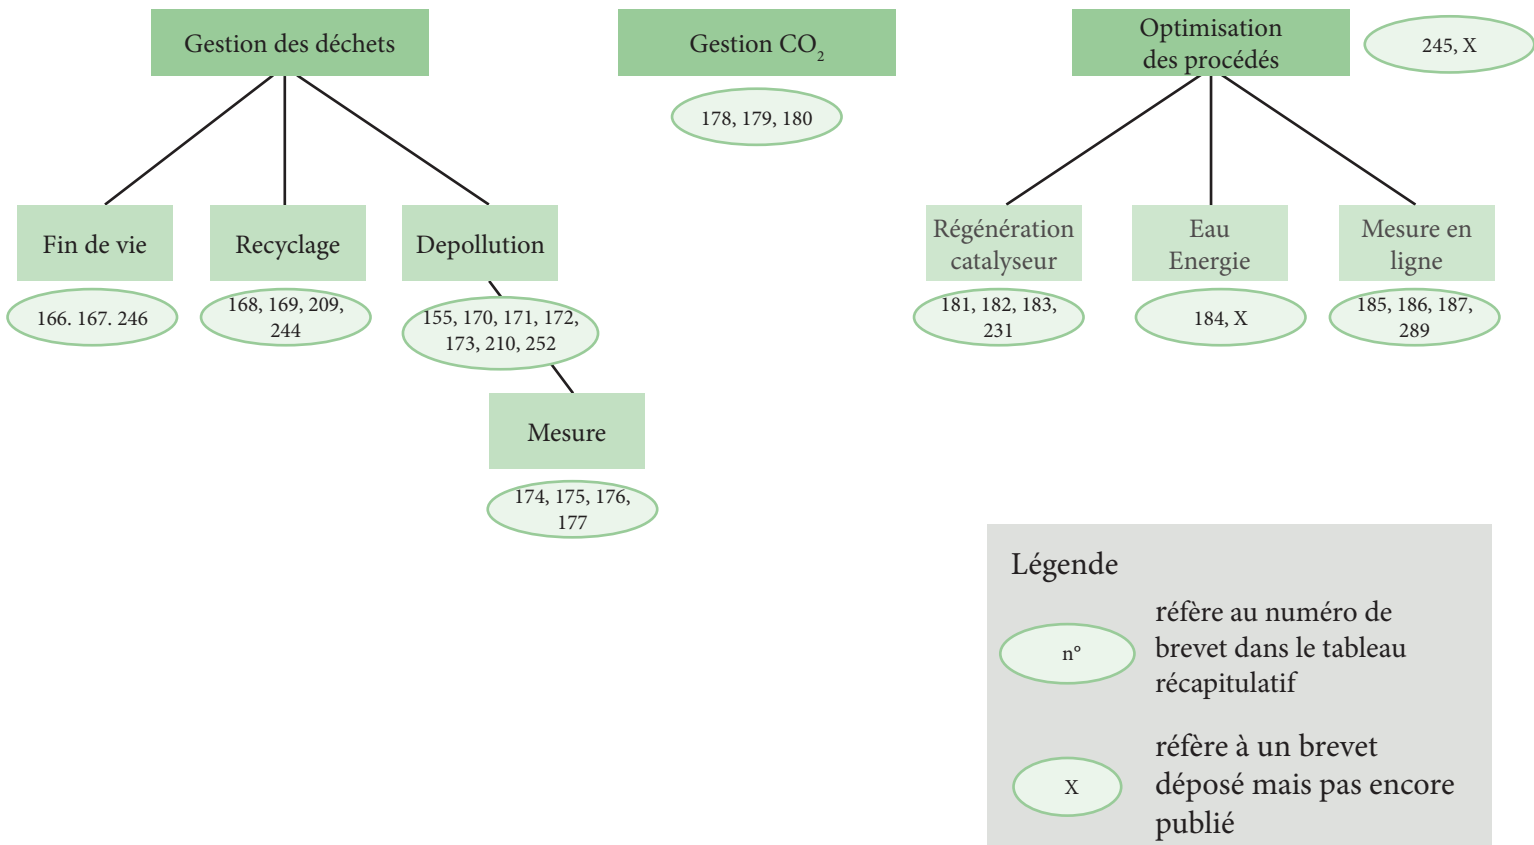 Gestion des déchets
Gestion CO₂
Optimisation
des procédés
245, X
178, 179, 180
Fin de vie
Recyclage
Depollution
Régénération
catalyseur
Eau
Energie
Mesure en
ligne
166. 167. 246
168, 169, 209,
244
155, 170, 171, 172,
173, 210, 252
181, 182, 183,
231
184, X
185, 186, 187,
289
Mesure
174, 175, 176,
177
Légende
n°
réfère au numéro de
brevet dans le tableau
récapitulatif
X
réfère à un brevet
déposé mais pas encore
publié